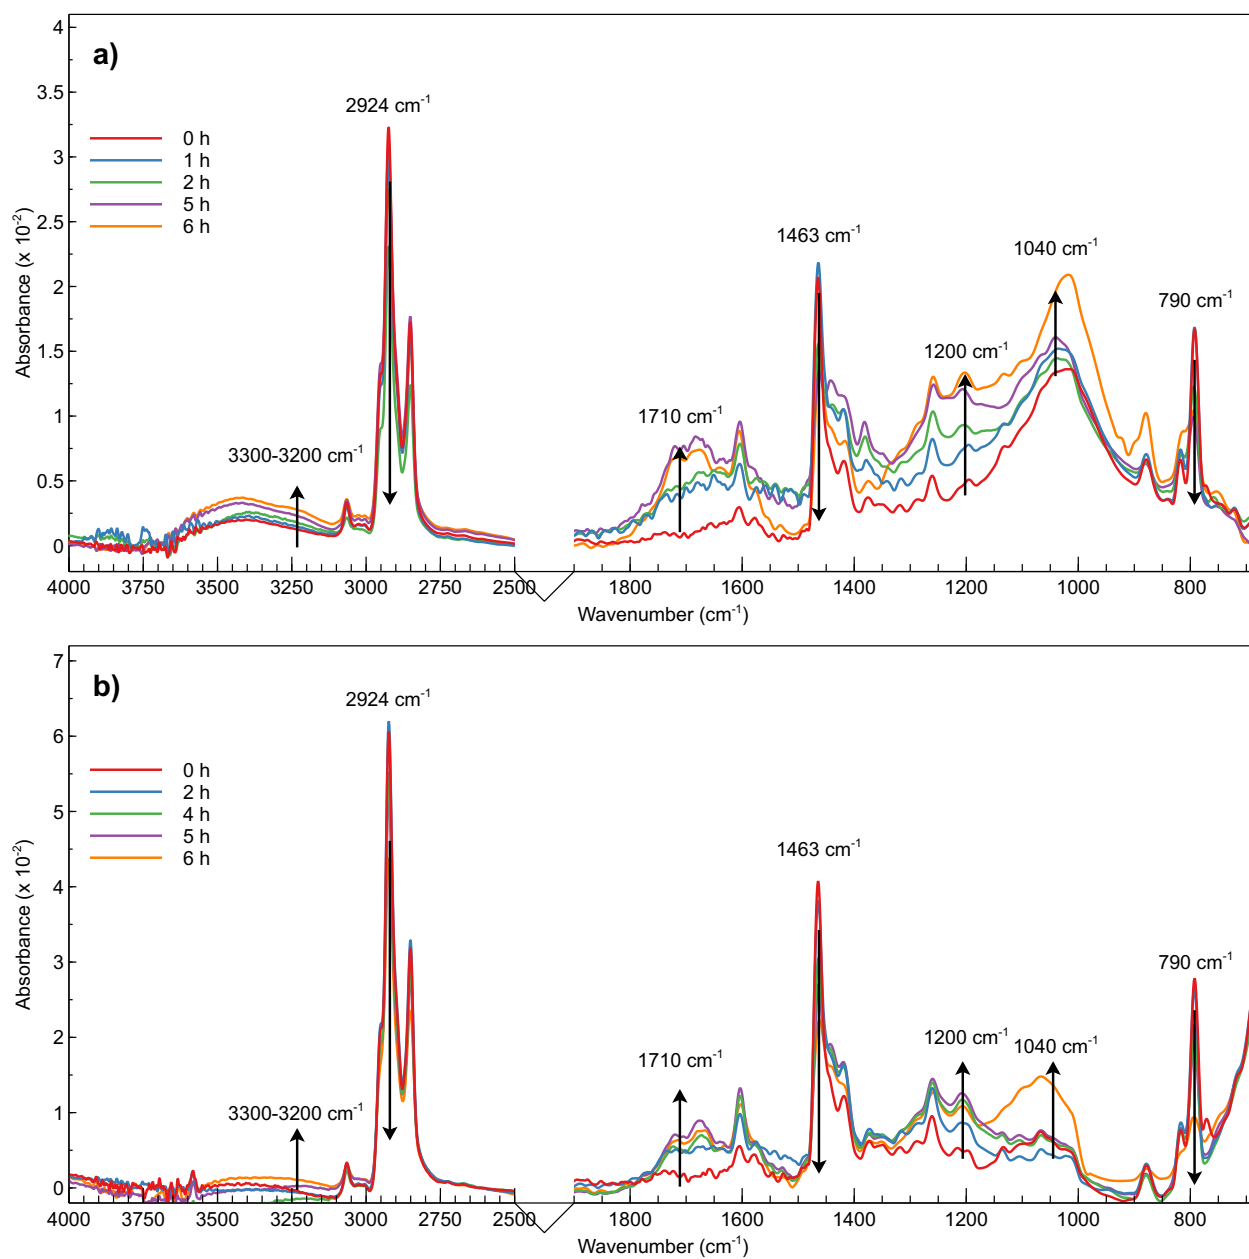 a)
Absorbance (x 10⁻²)
4
3.5
3
2.5
2
1.5
1
0.5
0
0 h
1 h
2 h
5 h
6 h
2924 cm⁻¹
3300-3200 cm⁻¹
1710 cm⁻¹
1463 cm⁻¹
1200 cm⁻¹
1040 cm⁻¹
790 cm⁻¹
4000 3750 3500 3250 3000 2750 2500 1800 1600 1400 1200 1000 800
Wavenumber (cm⁻¹)
b)
Absorbance (x 10⁻²)
7
6
5
4
3
2
1
0
0 h
2 h
4 h
5 h
6 h
2924 cm⁻¹
3300-3200 cm⁻¹
1710 cm⁻¹
1463 cm⁻¹
1200 cm⁻¹
1040 cm⁻¹
790 cm⁻¹
4000 3750 3500 3250 3000 2750 2500 1800 1600 1400 1200 1000 800
Wavenumber (cm⁻¹)